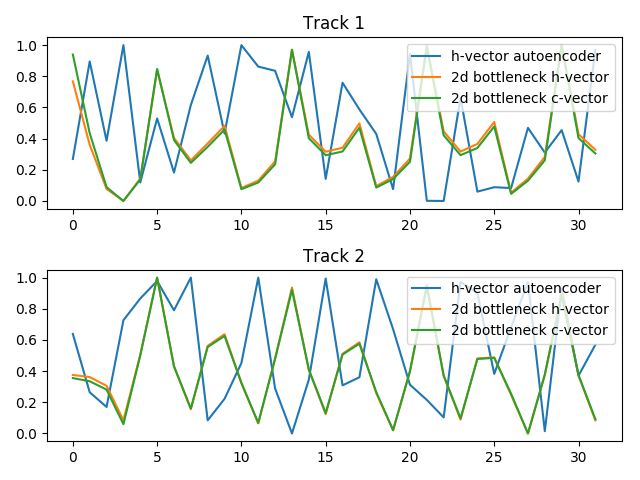 Track 1
1.0
0.8
0.6
0.4
0.2
0.0
h-vector autoencoder
2d bottleneck h-vector
2d bottleneck c-vector
0 5 10 15 20 25 30
Track 2
1.0
0.8
0.6
0.4
0.2
0.0
h-vector autoencoder
2d bottleneck h-vector
2d bottleneck c-vector
0 5 10 15 20 25 30